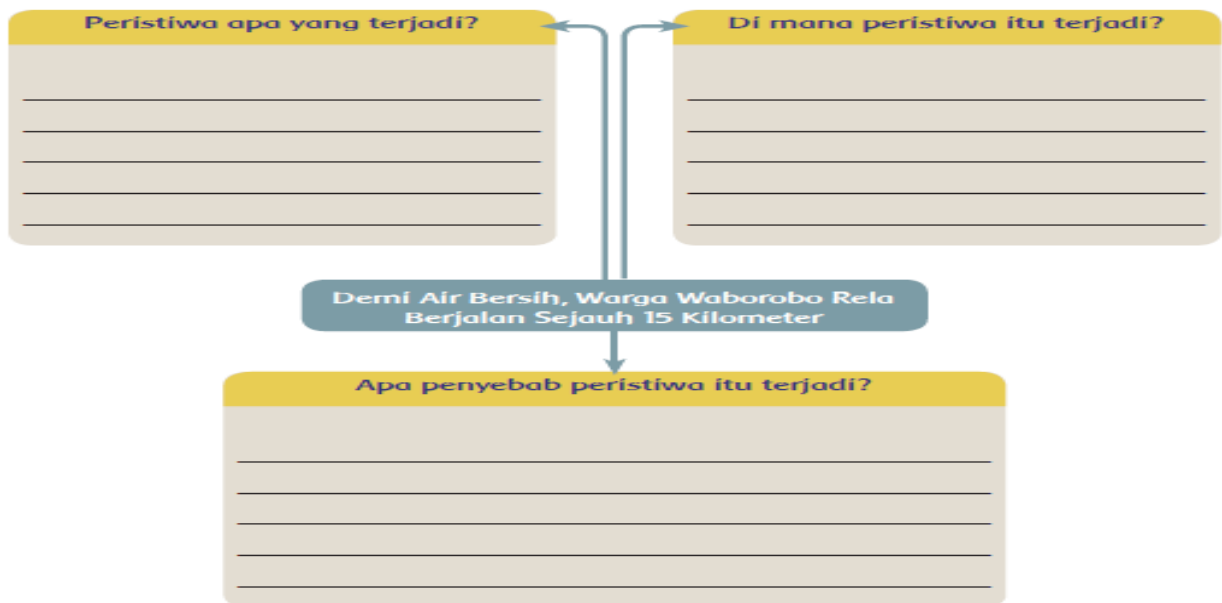 Peristiwa apa yang terjadi?
Di mana peristiwa itu terjadi?
Demi Air Bersih, Warga Waborobo Rela
Berjalan Sejauh 15 Kilometer
Apa penyebab peristiwa itu terjadi?